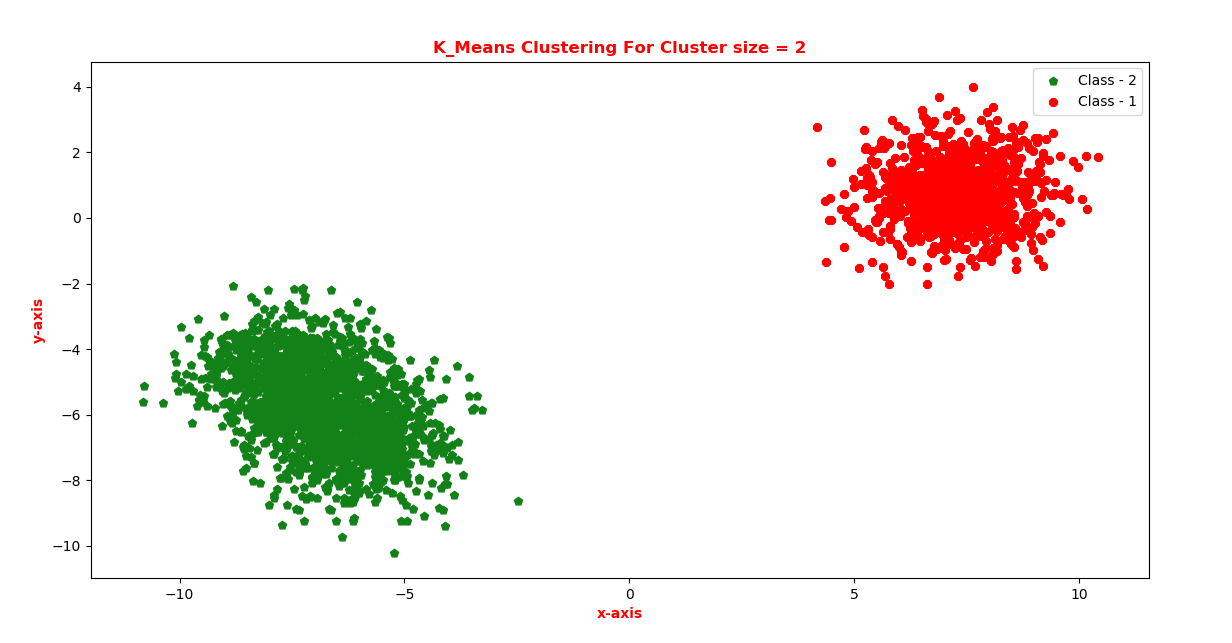 K_Means Clustering For Cluster size = 2
Class - 2
Class - 1
4
2
0
−2
−4
−6
−8
−10
y-axis
−10 −5 0 5 10
x-axis